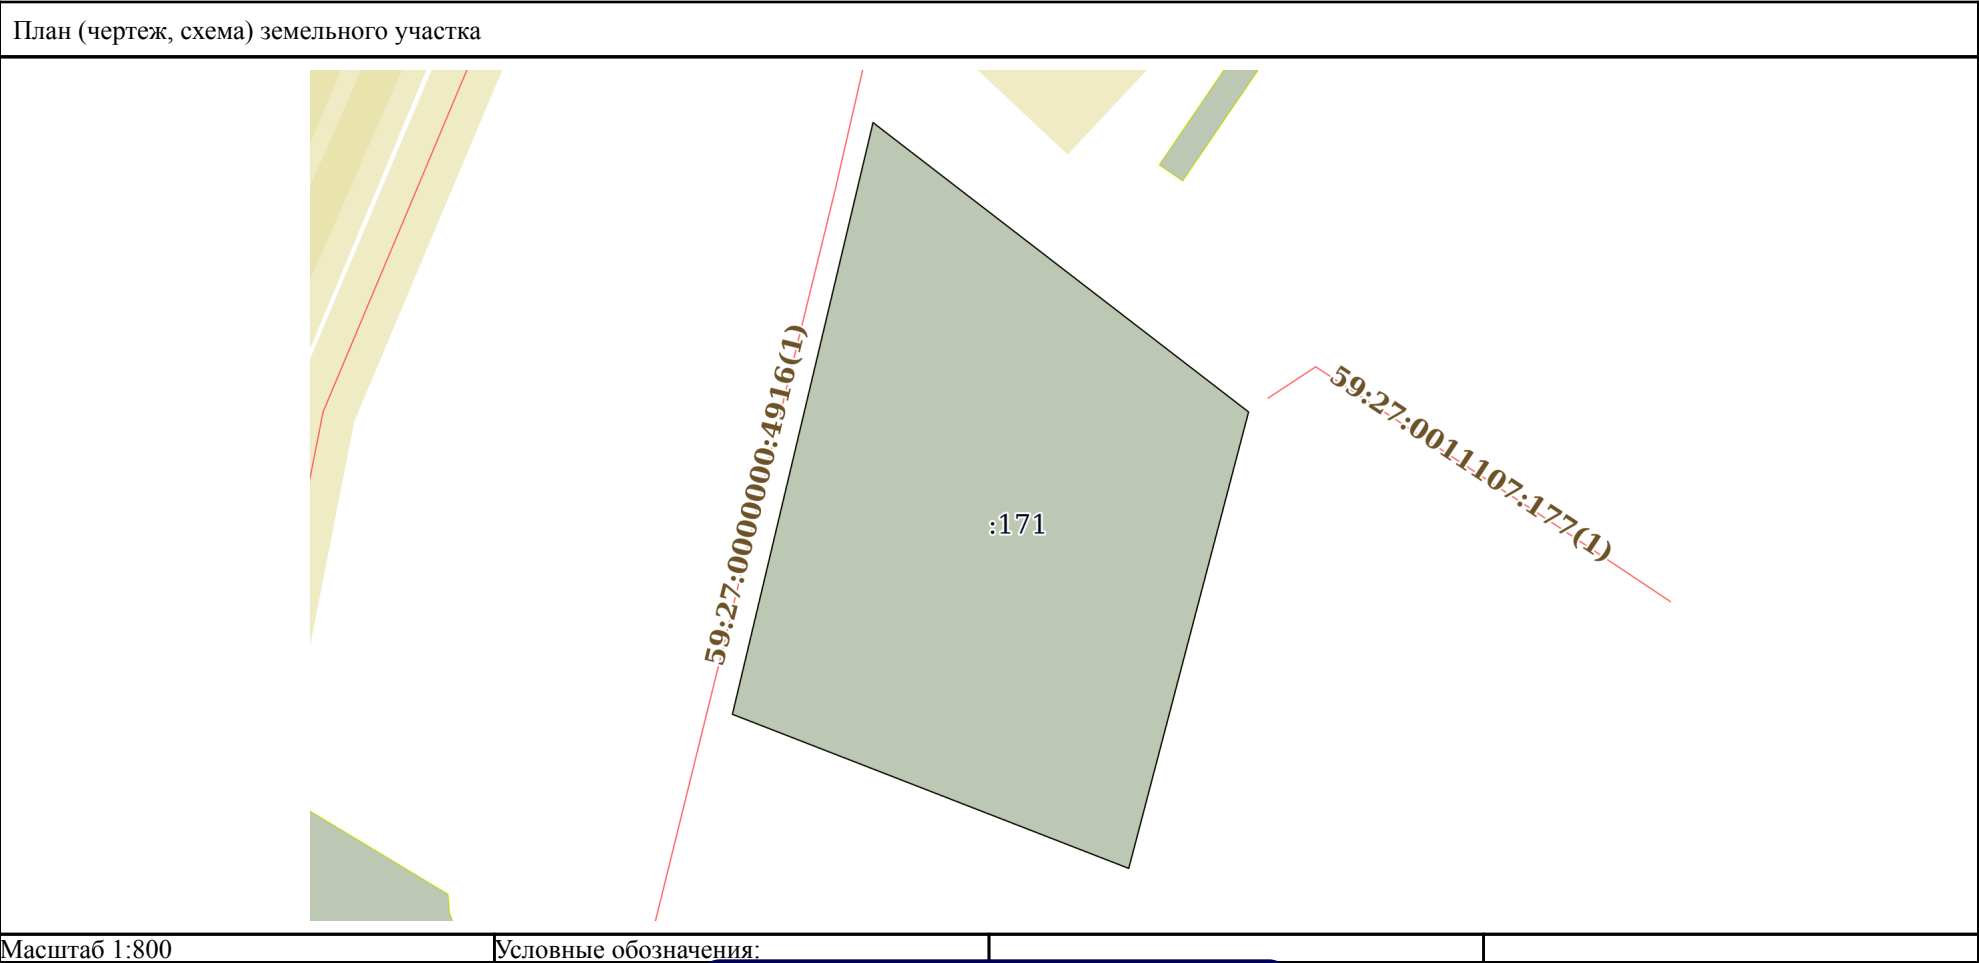 План (чертеж, схема) земельного участка
59:27:0000000:4916(1)
59:27:0011107:177(1)
:171
Масштаб 1:800
Условные обозначения: